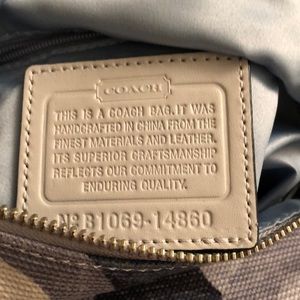 COACH
THIS IS A COACH BAG.IT WAS
HANDCRAFTED IN CHINA FROM THE
FINEST MATERIALS AND LEATHER.
ITS SUPERIOR CRAFTSMANSHIP
REFLECTS OUR COMMITMENT TO
ENDURING QUALITY.
Nº B1069-14860